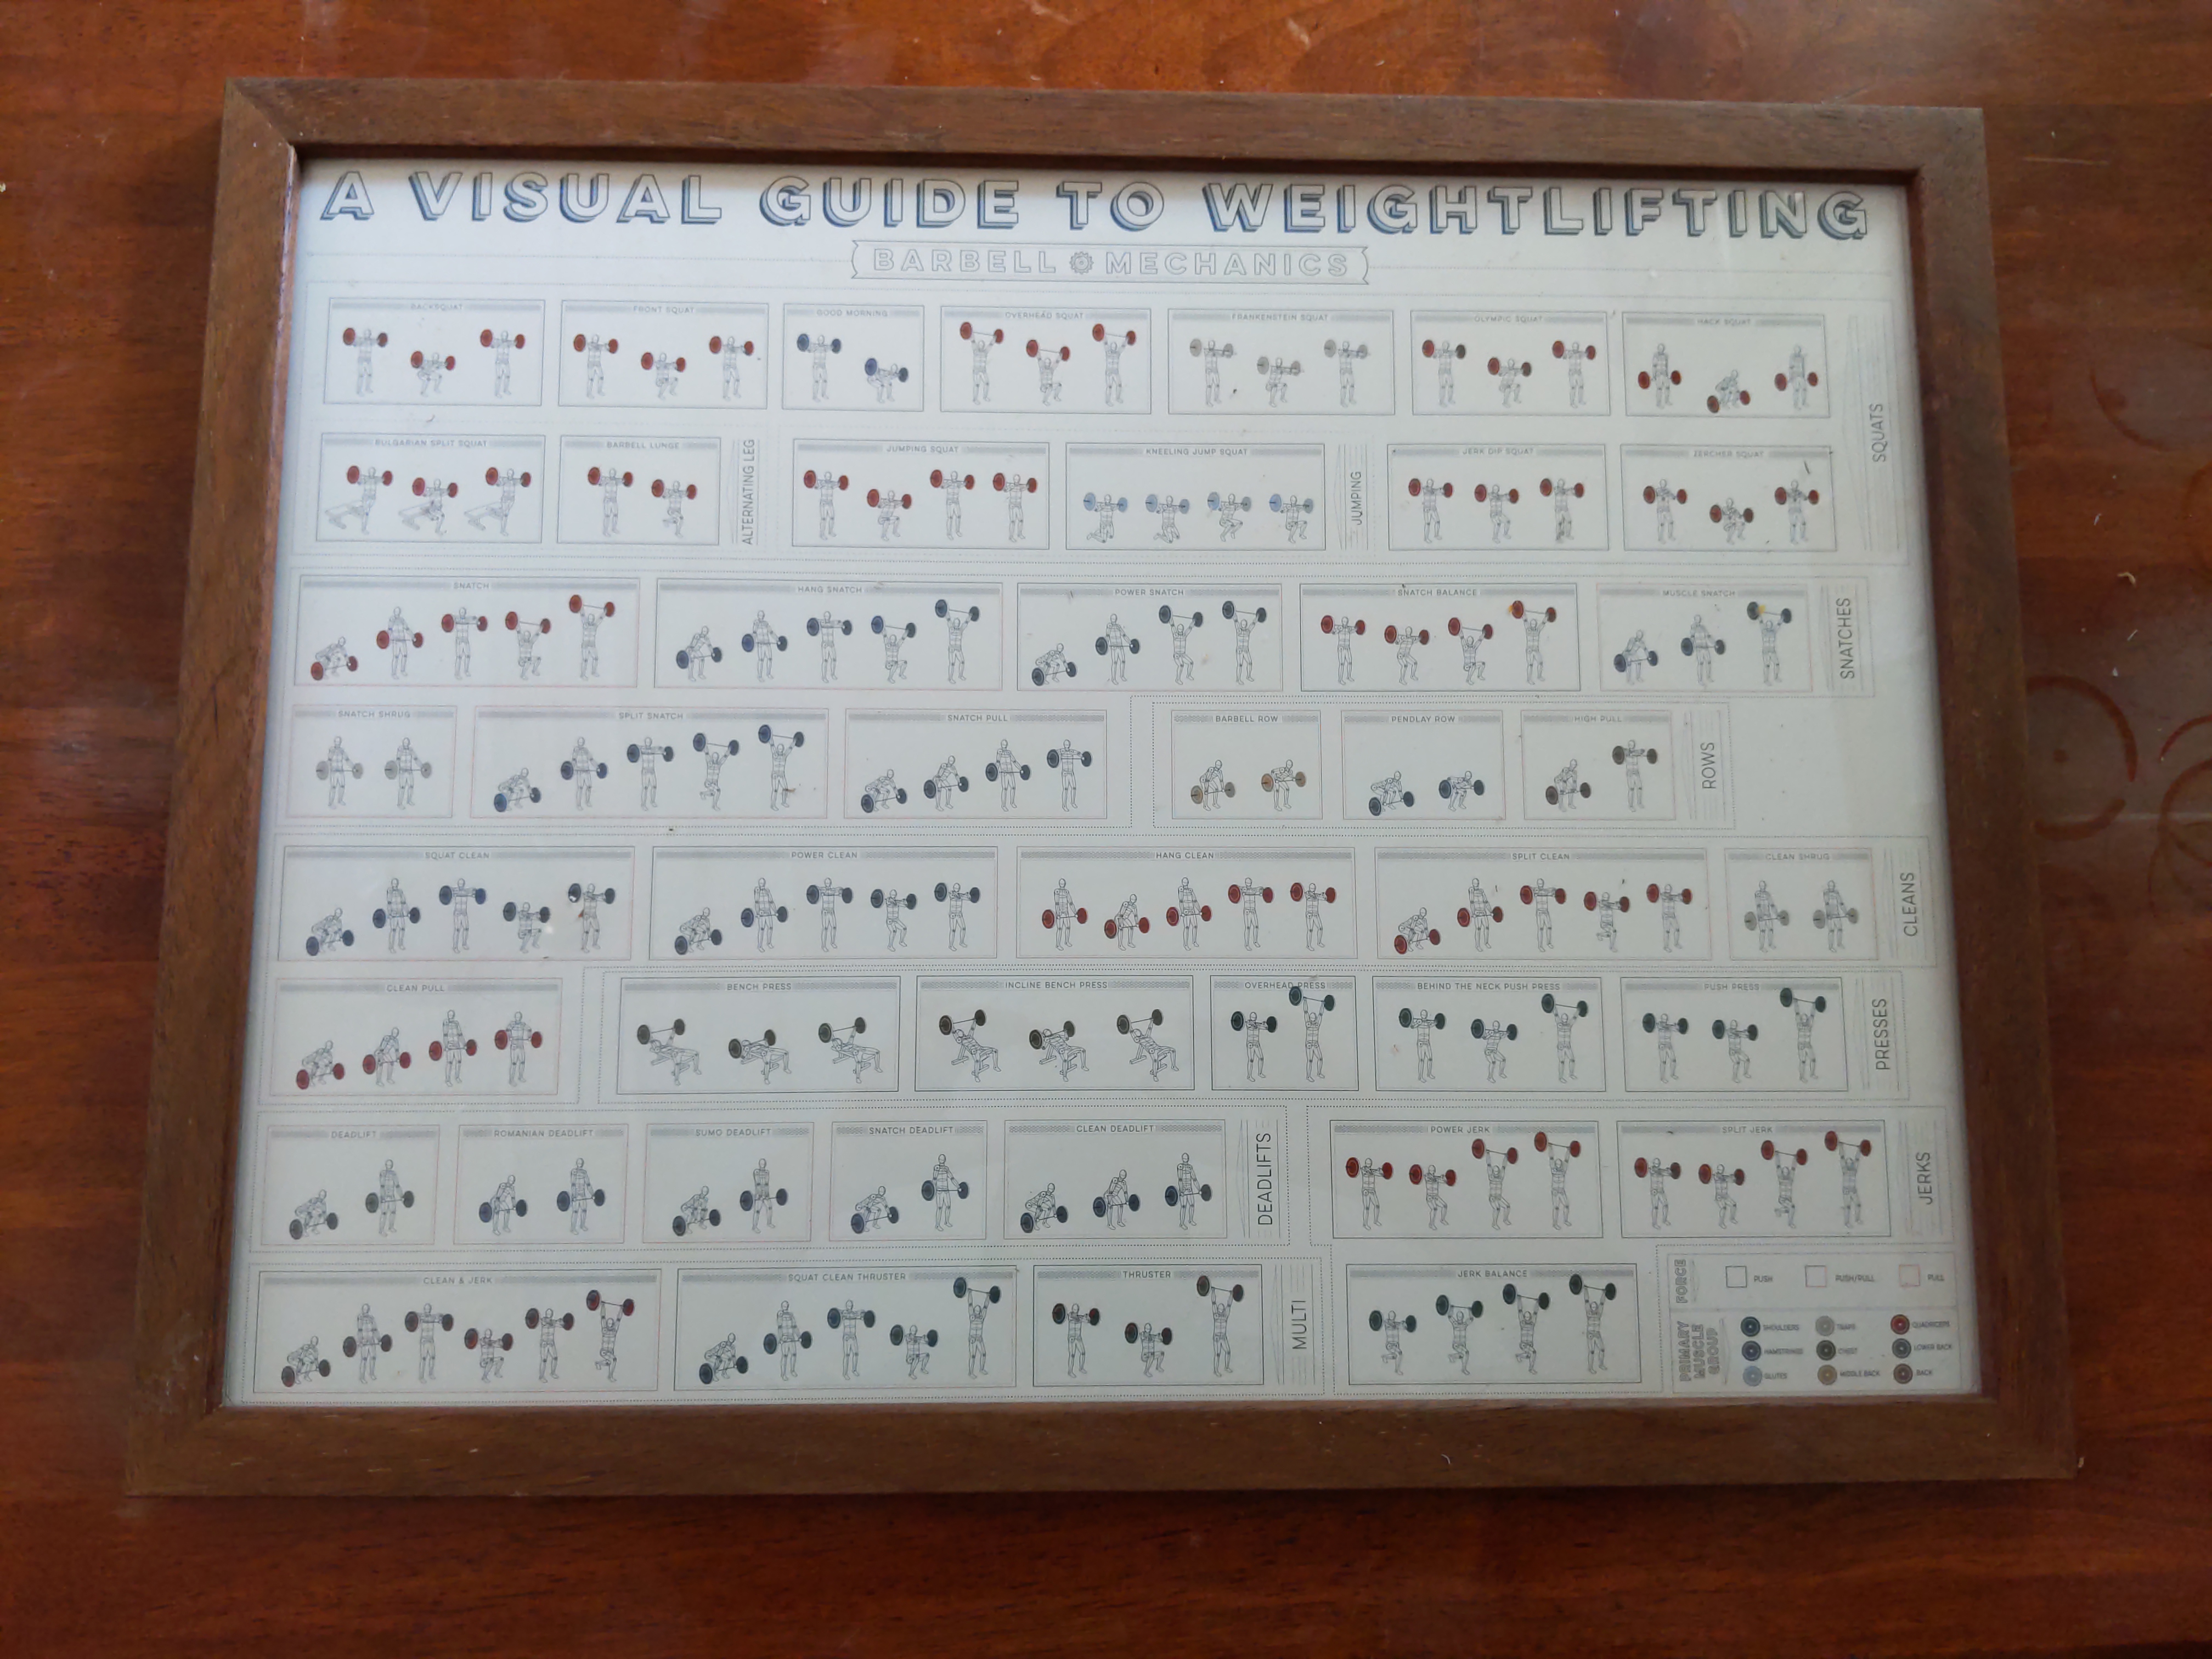 A VISUAL GUIDE TO WEIGHTLIFTING
BARBELL MECHANICS
BACKSQUAT
FRONT SQUAT
GOOD MORNING
OVERHEAD SQUAT
FRANKENSTEIN SQUAT
OLYMPIC SQUAT
HACK SQUAT
SQUATS
BULGARIAN SPLIT SQUAT
BARBELL LUNGE
ALTERNATING LEG
JUMPING SQUAT
KNEELING JUMP SQUAT
JUMPING
JERK DIP SQUAT
ZERCHER SQUAT
SNATCH
HANG SNATCH
POWER SNATCH
SNATCH BALANCE
MUSCLE SNATCH
SNATCHES
SNATCH SHRUG
SPLIT SNATCH
SNATCH PULL
BARBELL ROW
PENDLAY ROW
HIGH PULL
ROWS
SQUAT CLEAN
POWER CLEAN
HANG CLEAN
SPLIT CLEAN
CLEAN SHRUG
CLEANS
CLEAN PULL
BENCH PRESS
INCLINE BENCH PRESS
OVERHEAD PRESS
BEHIND THE NECK PUSH PRESS
PUSH PRESS
PRESSES
DEADLIFT
ROMANIAN DEADLIFT
SUMO DEADLIFT
SNATCH DEADLIFT
CLEAN DEADLIFT
DEADLIFTS
POWER JERK
SPLIT JERK
JERKS
CLEAN & JERK
SQUAT CLEAN THRUSTER
THRUSTER
MULTI
JERK BALANCE
FORCE
PUSH
PUSH/PULL
PULL
PRIMARY
MUSCLE
GROUP
SHOULDERS
TRAPS
QUADRICEPS
HAMSTRINGS
CHEST
LOWER BACK
GLUTES
MIDDLE BACK
BACK